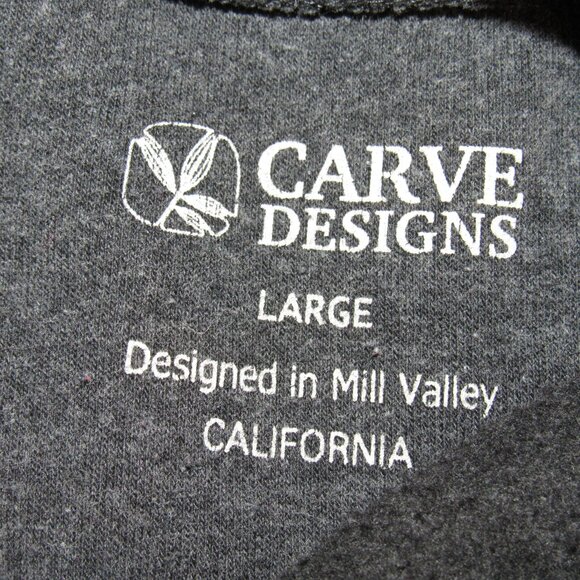 CARVE
DESIGNS
LARGE
Designed in Mill Valley
CALIFORNIA